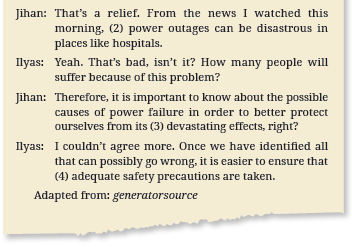 Jihan: That's a relief. From the news I watched this
morning, (2) power outages can be disastrous in
places like hospitals.
Ilyas: Yeah. That's bad, isn't it? How many people will
suffer because of this problem?
Jihan: Therefore, it is important to know about the possible
causes of power failure in order to better protect
ourselves from its (3) devastating effects, right?
Ilyas: I couldn't agree more. Once we have identified all
that can possibly go wrong, it is easier to ensure that
(4) adequate safety precautions are taken.
Adapted from: generatorsource